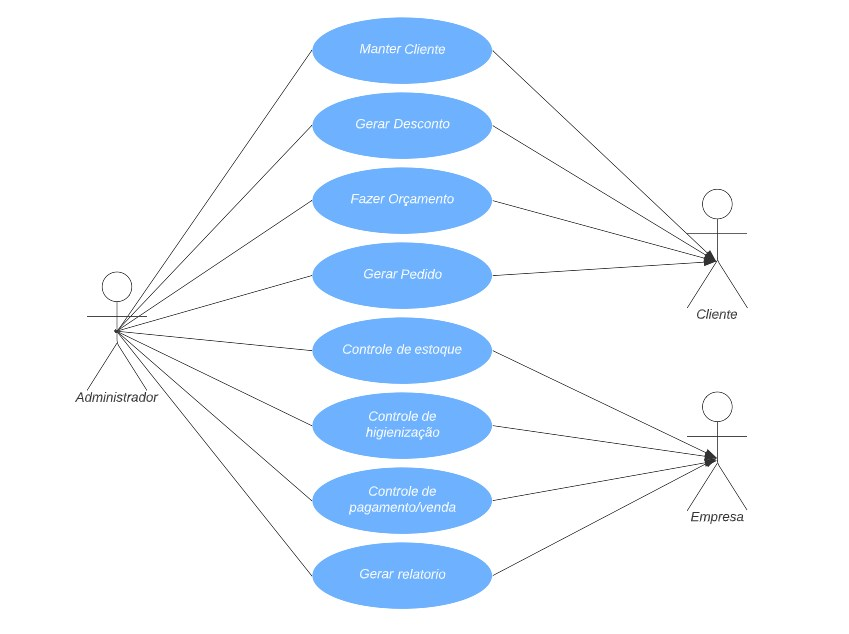 Manter Cliente
Gerar Desconto
Fazer Orçamento
Gerar Pedido
Controle de estoque
Controle de
higienização
Controle de
pagamento/venda
Gerar relatorio
Administrador
Cliente
Empresa